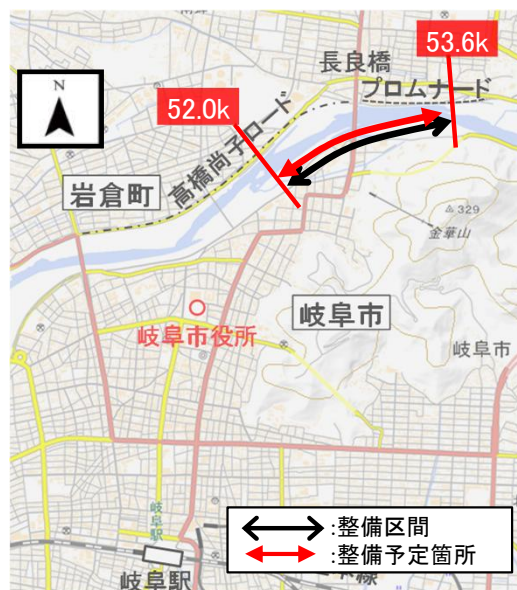 長良橋
プロムナード
53.6k
N
52.0k
高橋尚子ロード
岩倉町
329
金華山
岐阜市
岐阜市役所
岐阜市
岐阜駅
:整備区間
:整備予定箇所
線
岐阜駅